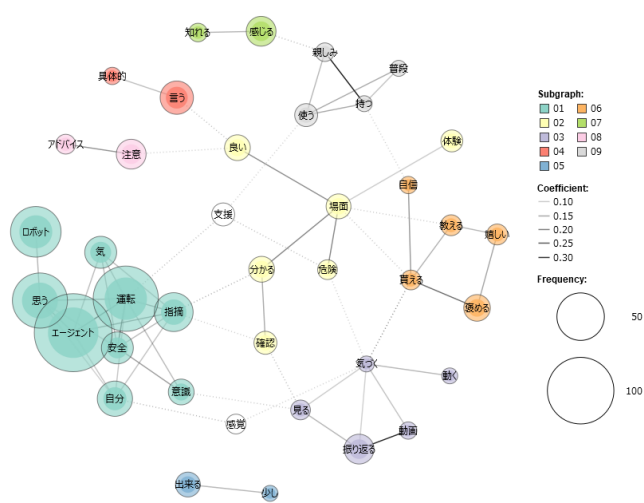 知れる
感じる
親しみ
普段
具体的
言う
使う
持つ
アドバイス
注意
良い
体験
自信
支援
場面
教える
嬉しい
ロボット
気
分かる
危険
貰える
褒める
思う
運転
指摘
エージェント
安全
確認
気づく
動く
自分
意識
見る
感覚
動画
振り返る
出来る
少し
Subgraph:
01 06
02 07
03 08
04 09
05
Coefficient:
0.10
0.15
0.20
0.25
0.30
Frequency:
50
100